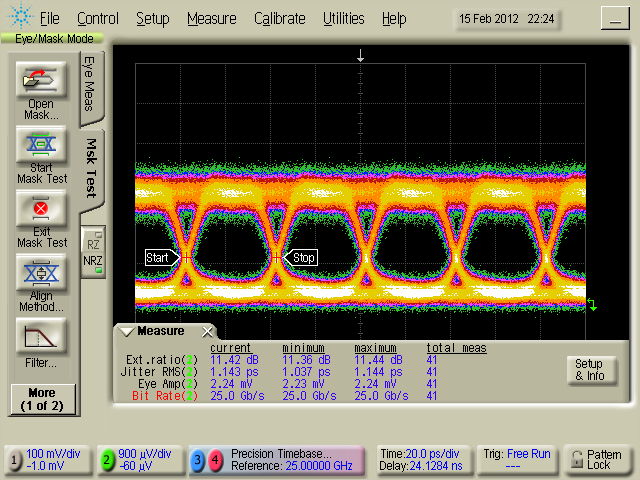 File Control Setup Measure Calibrate Utilities Help 15 Feb 2012 22:24
Eye/Mask Mode
Eye Meas
Msk Test
Open
Mask...
Start
Mask Test
Exit
Mask Test
RZ
NRZ
Align
Method...
Filter...
More
(1 of 2)
Start
Stop
Measure
current minimum maximum total meas
Ext.ratio(2) 11.42 dB 11.36 dB 11.44 dB 41
Jitter RMS(2) 1.143 ps 1.037 ps 1.144 ps 41
Eye Amp(2) 2.24 mV 2.23 mV 2.24 mV 41
Bit Rate(2) 25.0 Gb/s 25.0 Gb/s 25.0 Gb/s 41
Setup
& Info
1 100 mV/div
-1.0 mV
2 900 µV/div
-60 µV
3 4 Precision Timebase...
Reference: 25.00000 GHz
Time:20.0 ps/div
Delay:24.1284 ns
Trig: Free Run
---
Pattern
Lock